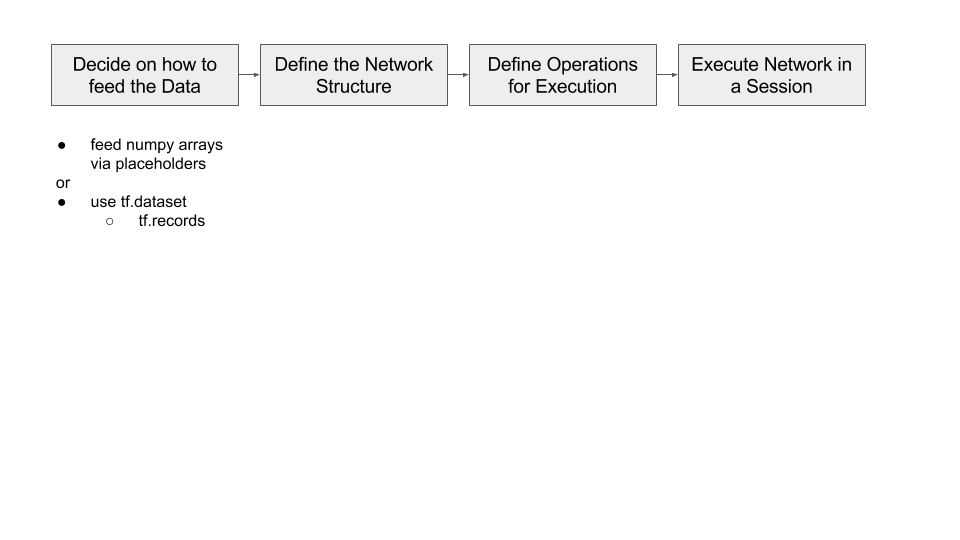 Decide on how to
feed the Data
Define the Network
Structure
Define Operations
for Execution
Execute Network in
a Session
● feed numpy arrays
via placeholders
or
● use tf.dataset
○ tf.records